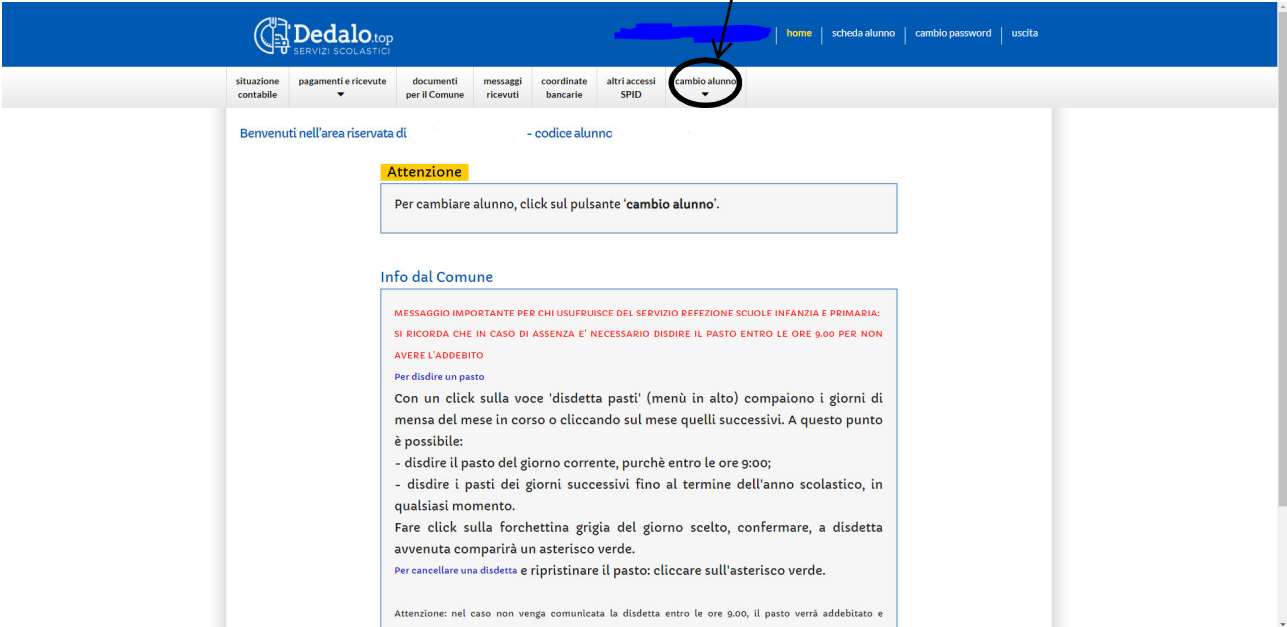 Dedalo.top
SERVIZI SCOLASTICI
home
scheda alunno
cambio password
uscita
situazione contabile
pagamenti e ricevute
documenti per il Comune
messaggi ricevuti
coordinate bancarie
altri accessi SPID
cambio alunno
Benvenuti nell'area riservata di - codice alunno
Attenzione
Per cambiare alunno, click sul pulsante 'cambio alunno'.
Info dal Comune
MESSAGGIO IMPORTANTE PER CHI USUFRUISCE DEL SERVIZIO REFEZIONE SCUOLE INFANZIA E PRIMARIA:
SI RICORDA CHE IN CASO DI ASSENZA E' NECESSARIO DISDIRE IL PASTO ENTRO LE ORE 9.00 PER NON
AVERE L'ADDEBITO
Per disdire un pasto
Con un click sulla voce 'disdetta pasti' (menù in alto) compaiono i giorni di
mensa del mese in corso o cliccando sul mese quelli successivi. A questo punto
è possibile:
- disdire il pasto del giorno corrente, purchè entro le ore 9:00;
- disdire i pasti dei giorni successivi fino al termine dell'anno scolastico, in
qualsiasi momento.
Fare click sulla forchettina grigia del giorno scelto, confermare, a disdetta
avvenuta comparirà un asterisco verde.
Per cancellare una disdetta e ripristinare il pasto: cliccare sull'asterisco verde.
Attenzione: nel caso non venga comunicata la disdetta entro le ore 9.00, il pasto verrà addebitato e